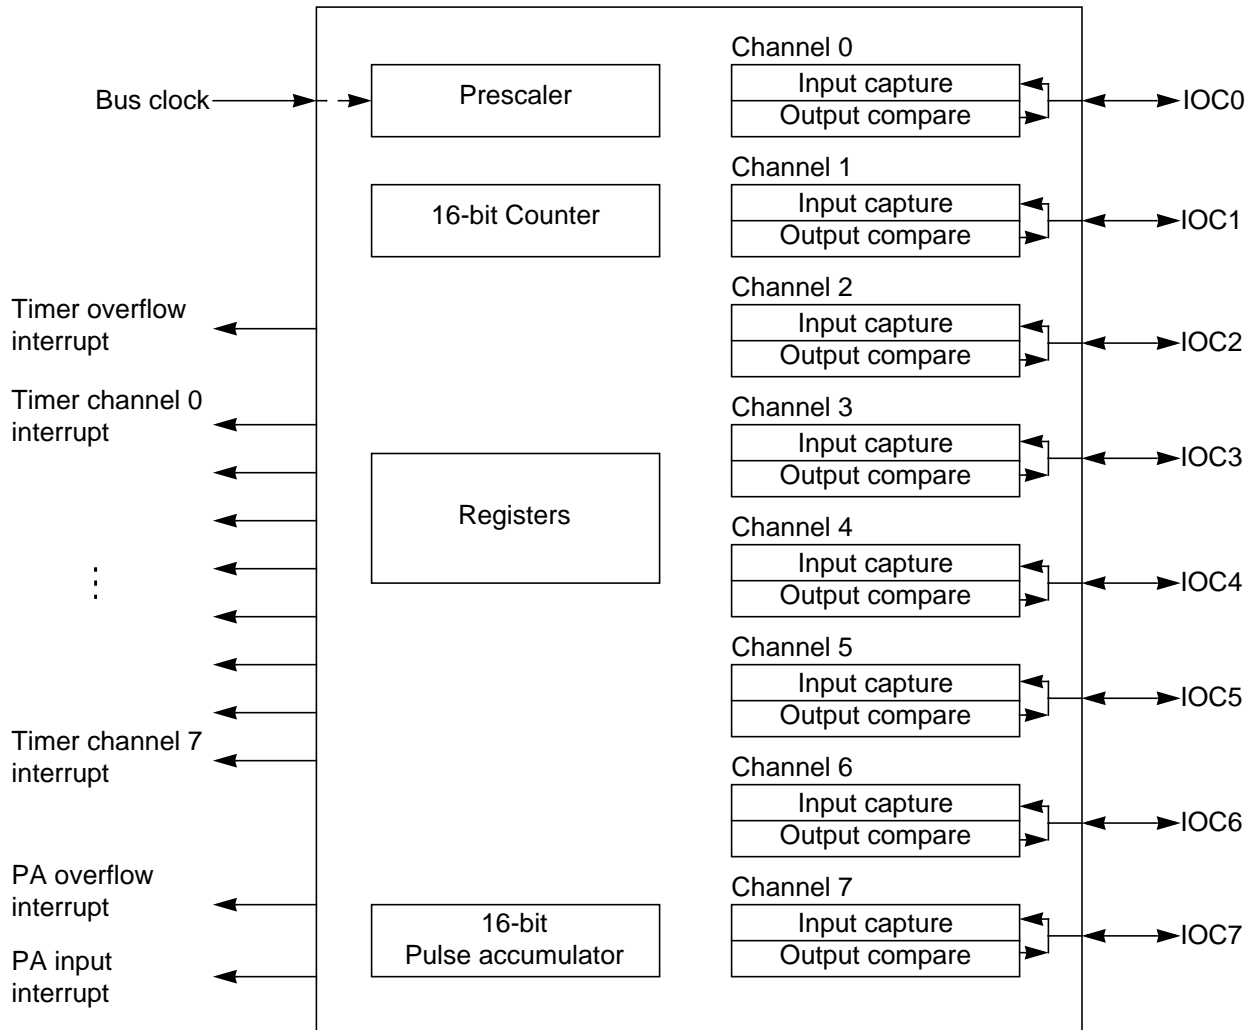 Channel 0
Bus clock
Prescaler
Input capture
Output compare
IOC0
Channel 1
16-bit Counter
Input capture
Output compare
IOC1
Timer overflow
interrupt
Channel 2
Input capture
Output compare
IOC2
Timer channel 0
interrupt
Channel 3
Input capture
Output compare
IOC3
Registers
Channel 4
Input capture
Output compare
IOC4
Channel 5
Input capture
Output compare
IOC5
Timer channel 7
interrupt
Channel 6
Input capture
Output compare
IOC6
PA overflow
interrupt
Channel 7
16-bit
Pulse accumulator
Input capture
Output compare
IOC7
PA input
interrupt